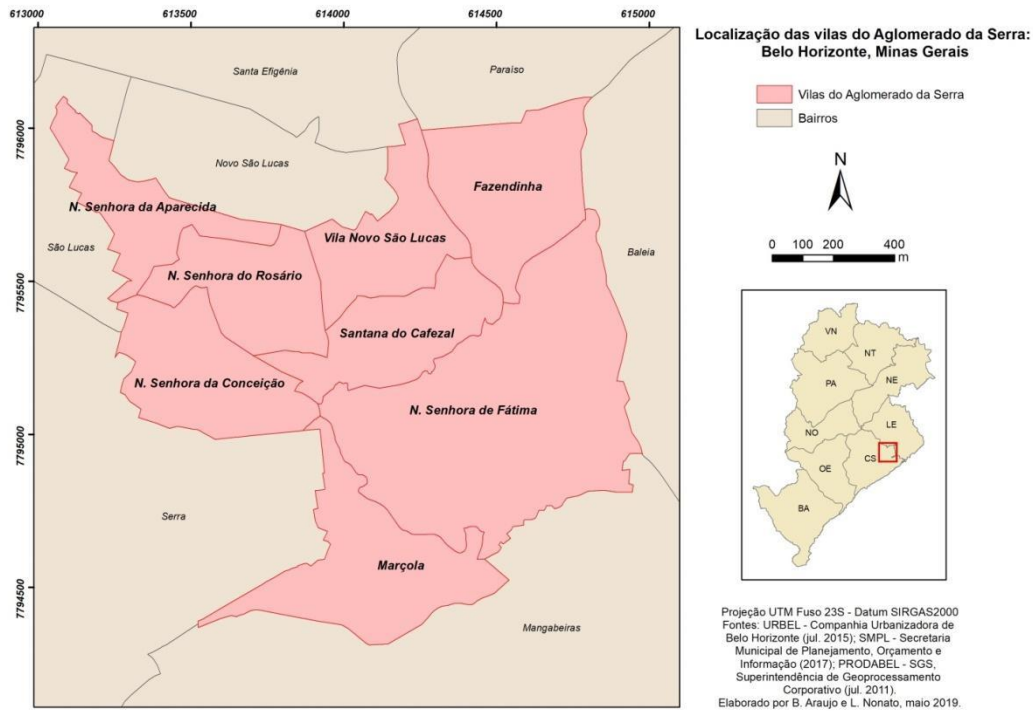 613000 613500 614000 614500 615000
7796000
7795500
7795000
7794500
Santa Efigênia
Paraíso
Novo São Lucas
Fazendinha
N. Senhora da Aparecida
Vila Novo São Lucas
São Lucas
Baleia
N. Senhora do Rosário
Santana do Cafezal
N. Senhora da Conceição
N. Senhora de Fátima
Serra
Marçola
Mangabeiras
Localização das vilas do Aglomerado da Serra:
Belo Horizonte, Minas Gerais
Vilas do Aglomerado da Serra
Bairros
N
0 100 200 400
m
VN
NT
PA
NE
LE
NO
CS
OE
BA
Projeção UTM Fuso 23S - Datum SIRGAS2000
Fontes: URBEL - Companhia Urbanizadora de
Belo Horizonte (jul. 2015); SMPL - Secretaria
Municipal de Planejamento, Orçamento e
Informação (2017); PRODABEL - SGS,
Superintendência de Geoprocessamento
Corporativo (jul. 2011).
Elaborado por B. Araujo e L. Nonato, maio 2019.